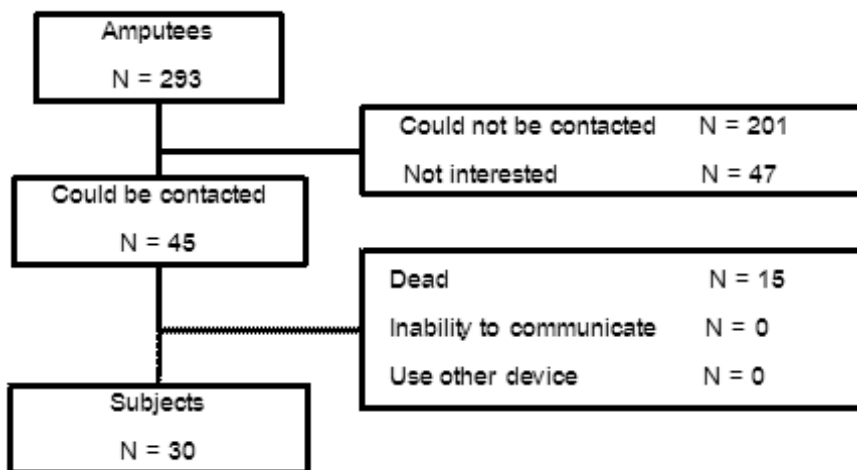 Amputees
N = 293
Could not be contacted N = 201
Not interested N = 47
Could be contacted
N = 45
Dead N = 15
Inability to communicate N = 0
Use other device N = 0
Subjects
N = 30